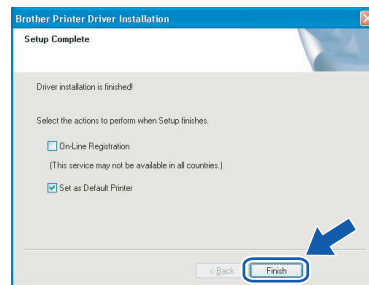 Brother Printer Driver Installation
Setup Complete
Driver installation is finished!
Select the actions to perform when Setup finishes.
On-Line Registration
(This service may not be available in all countries.)
Set as Default Printer
< Back Finish